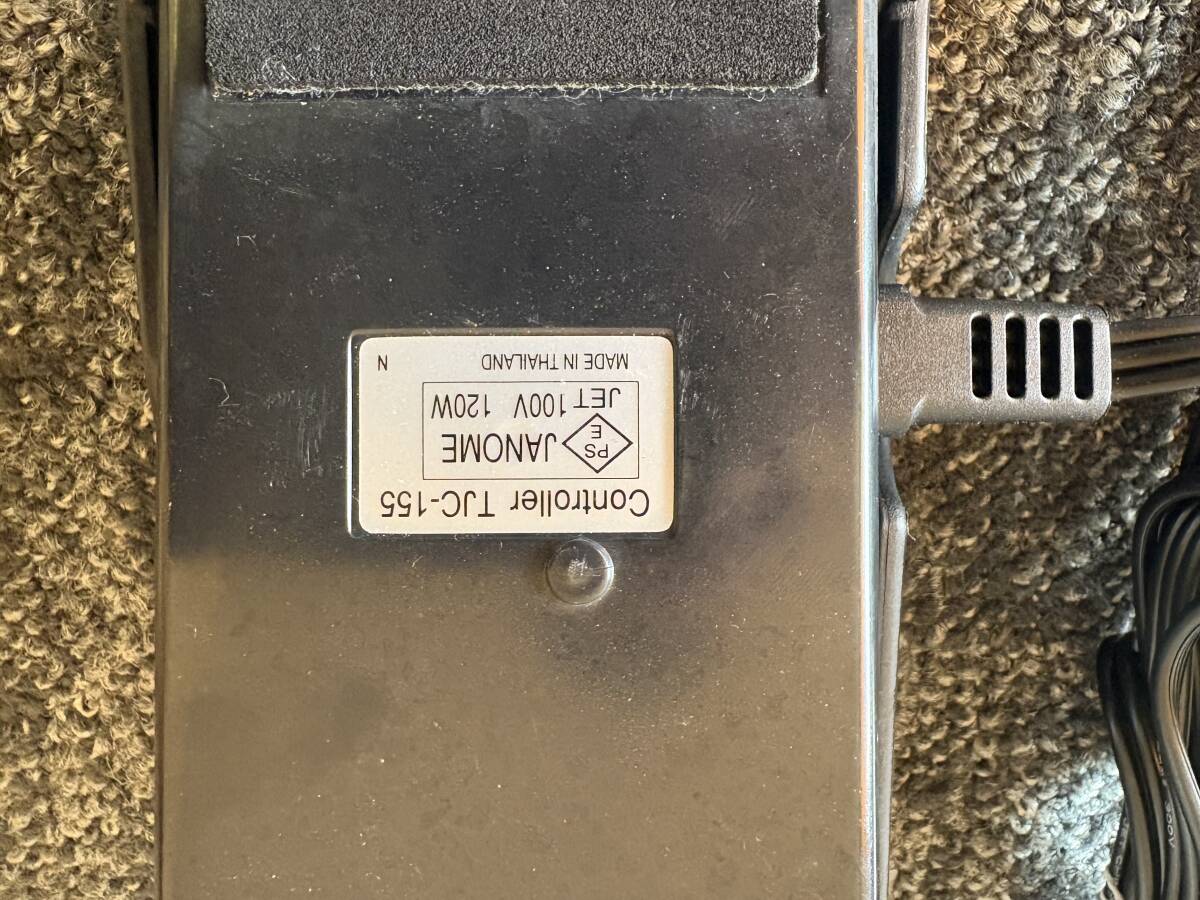 Controller TJC-155
PS
E
JANOME
JET 100V 120W
MADE IN THAILAND
N